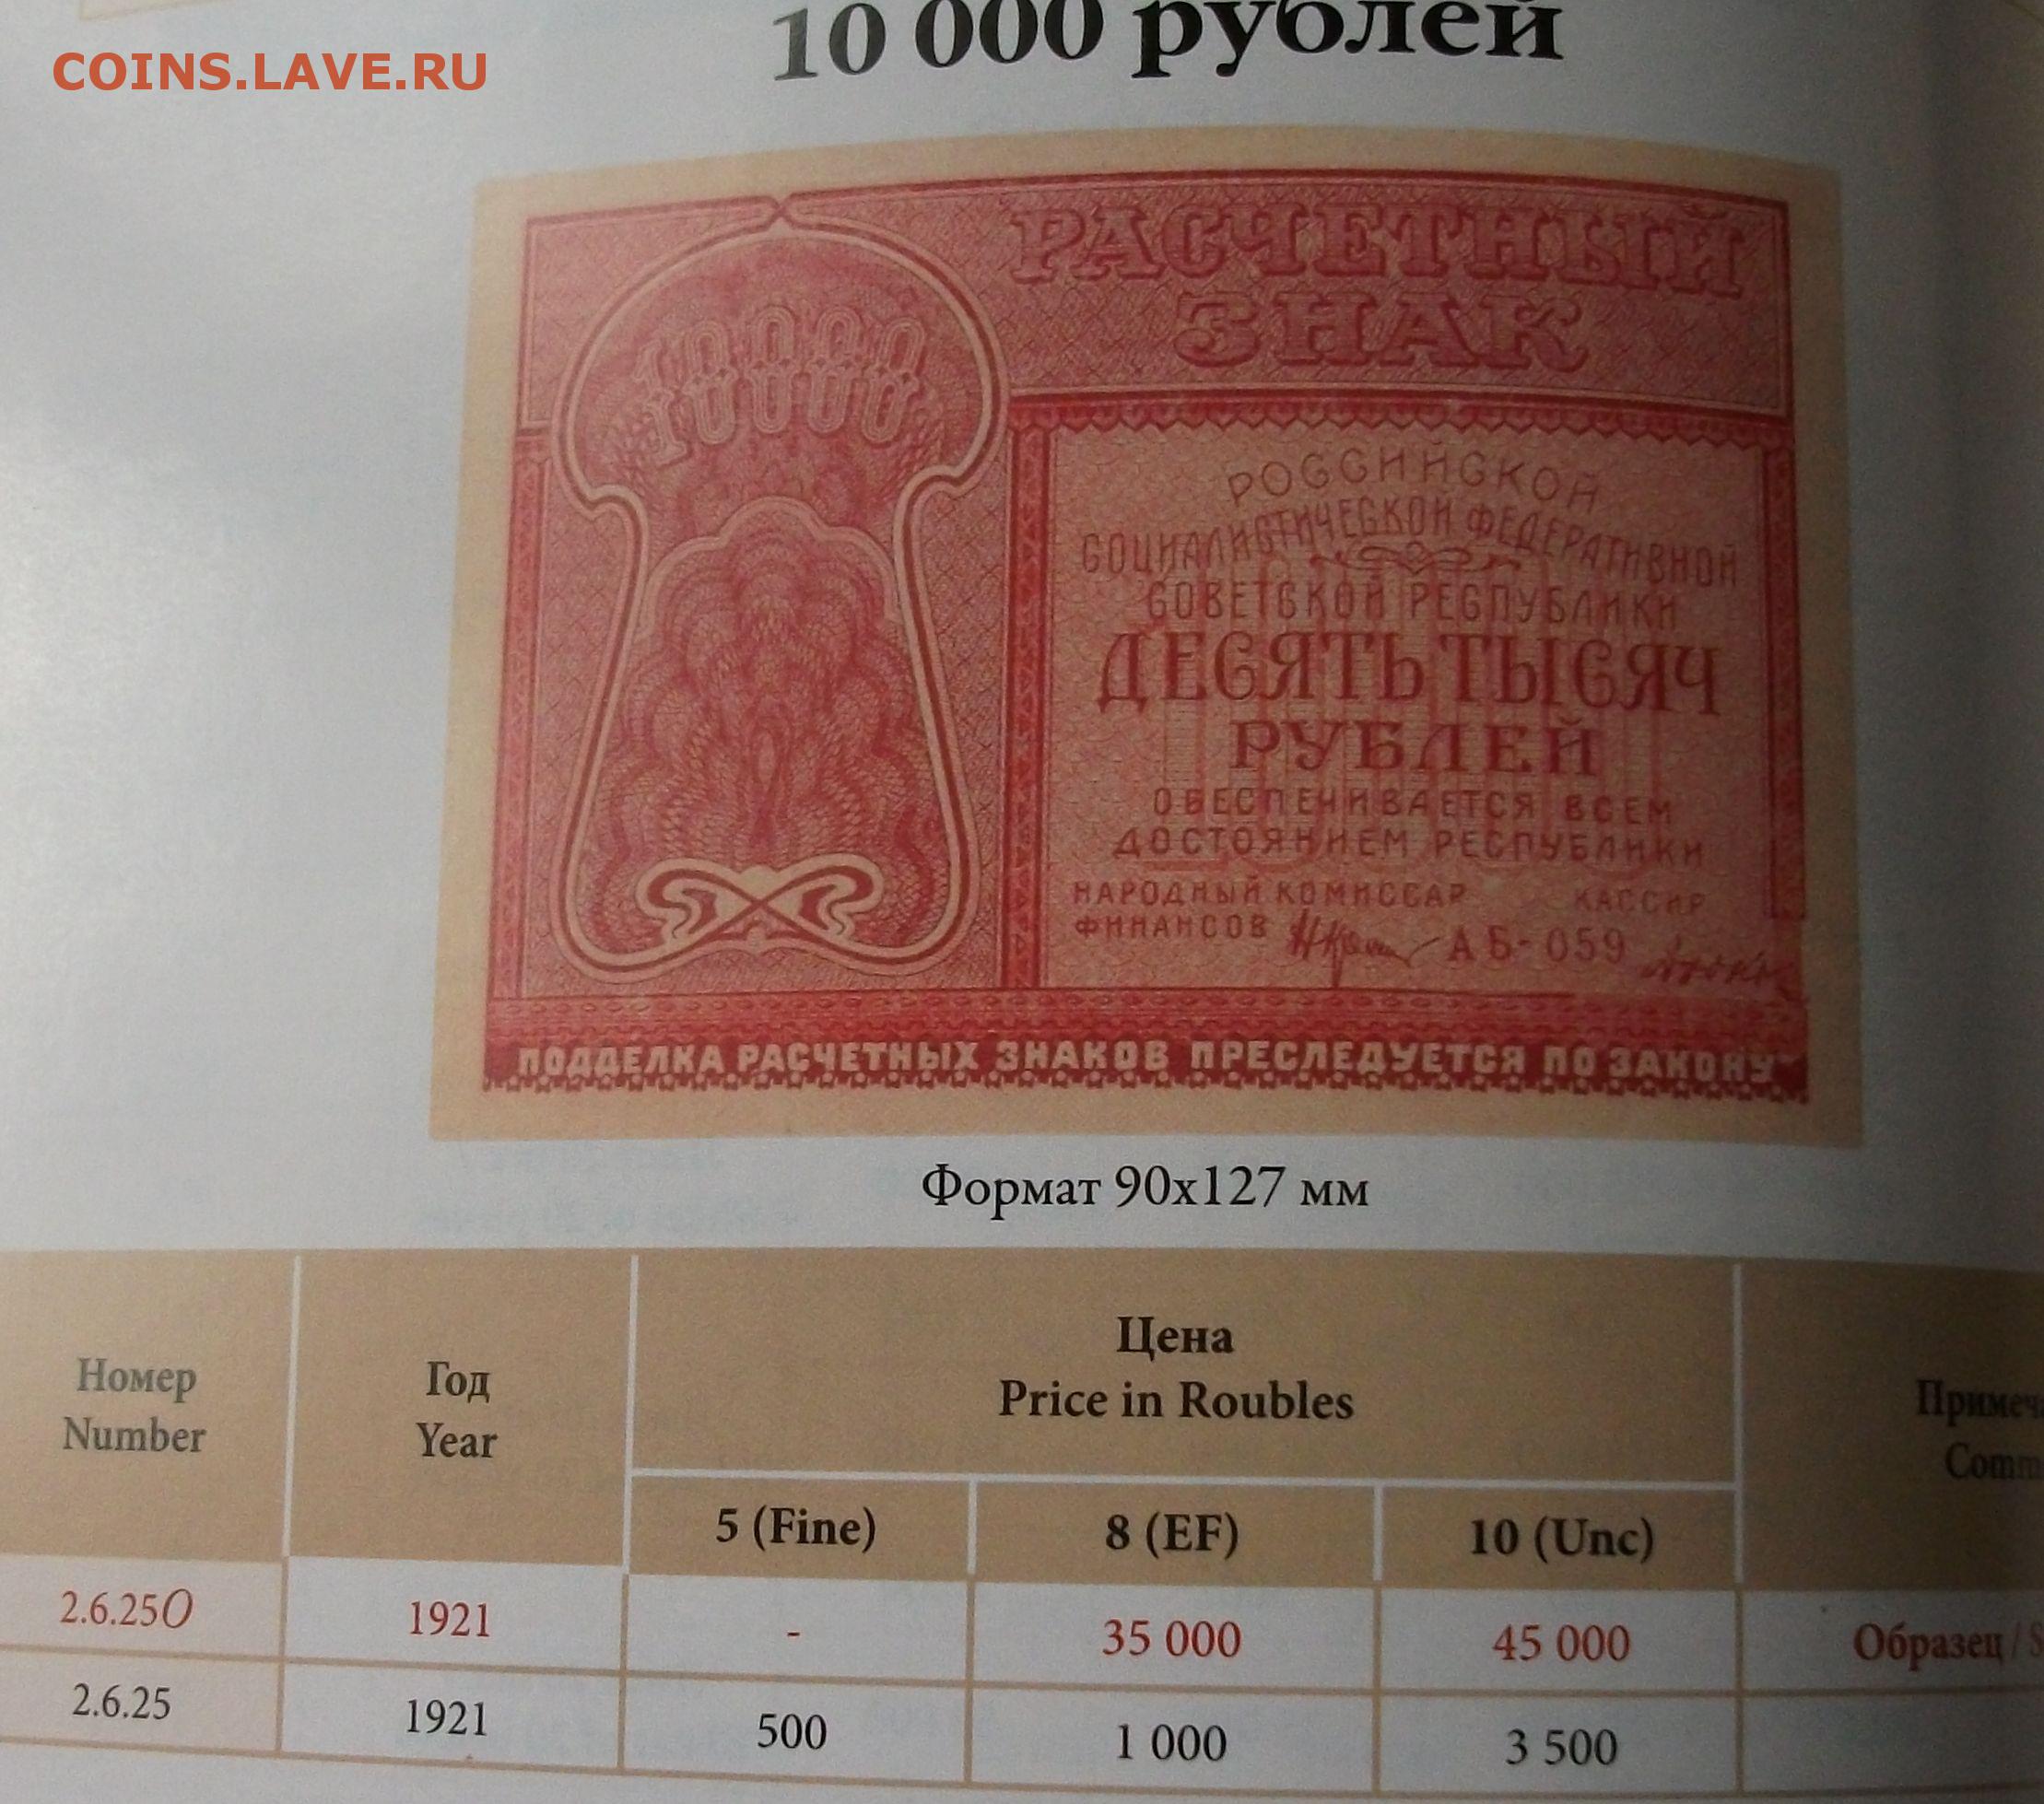 10 000 рублей
COINS.LAVE.RU
РАСЧЕТНЫЙ
ЗНАК
10000
10000
РОССИЙСКОЙ
СОЦИАЛИСТИЧЕСКОЙ ФЕДЕРАТИВНОЙ
СОВЕТСКОЙ РЕСПУБЛИКИ
ДЕСЯТЬ ТЫСЯЧ
РУБЛЕЙ
ОБЕСПЕЧИВАЕТСЯ ВСЕМ
ДОСТОЯНИЕМ РЕСПУБЛИКИ
НАРОДНЫЙ КОМИССАР КАССИР
ФИНАНСОВ АБ-059
ПОДДЕЛКА РАСЧЕТНЫХ ЗНАКОВ ПРЕСЛЕДУЕТСЯ ПО ЗАКОНУ
Формат 90x127 мм
Номер
Number
Год
Year
Цена
Price in Roubles
5 (Fine) 8 (EF) 10 (Unc)
2.6.25О 1921 - 35 000 45 000 Образец /
2.6.25 1921 500 1 000 3 500